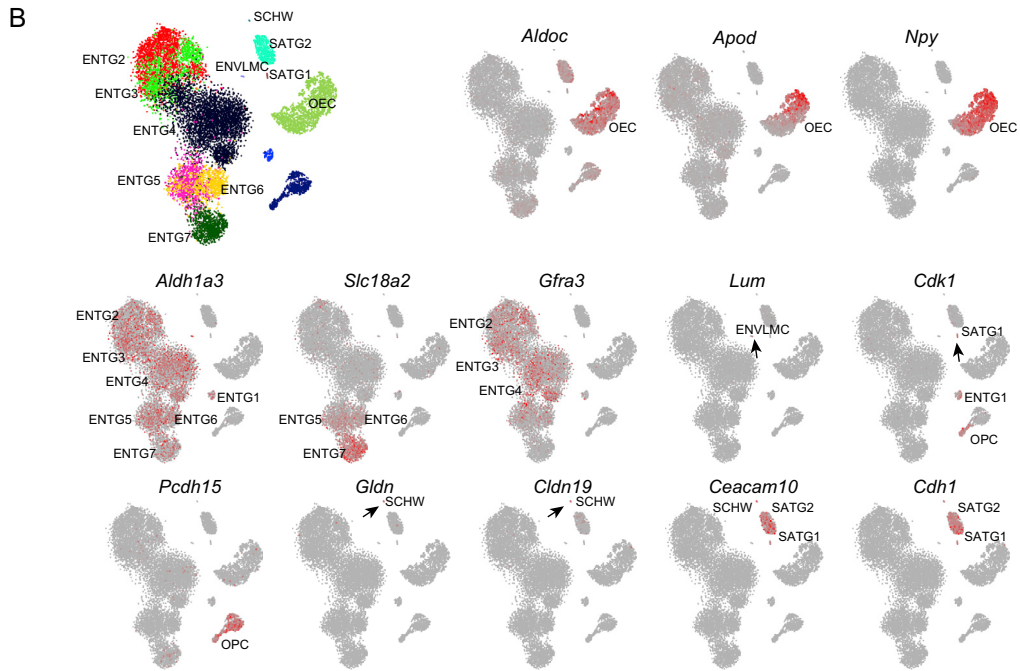 B
SCHW
ENTG2
SATG2
ENVLMC
SATG1
ENTG3
OEC
ENTG4
ENTG5
ENTG6
ENTG7
Aldoc
OEC
Apod
OEC
Npy
OEC
Aldh1a3
ENTG2
ENTG3
ENTG4
ENTG1
ENTG5
ENTG6
ENTG7
Slc18a2
ENTG5
ENTG6
ENTG7
Gfra3
ENTG2
ENTG3
ENTG4
Lum
ENVLMC
Cdk1
SATG1
ENTG1
OPC
Pcdh15
OPC
Gldn
SCHW
Cldn19
SCHW
Ceacam10
SCHW
SATG2
SATG1
Cdh1
SATG2
SATG1